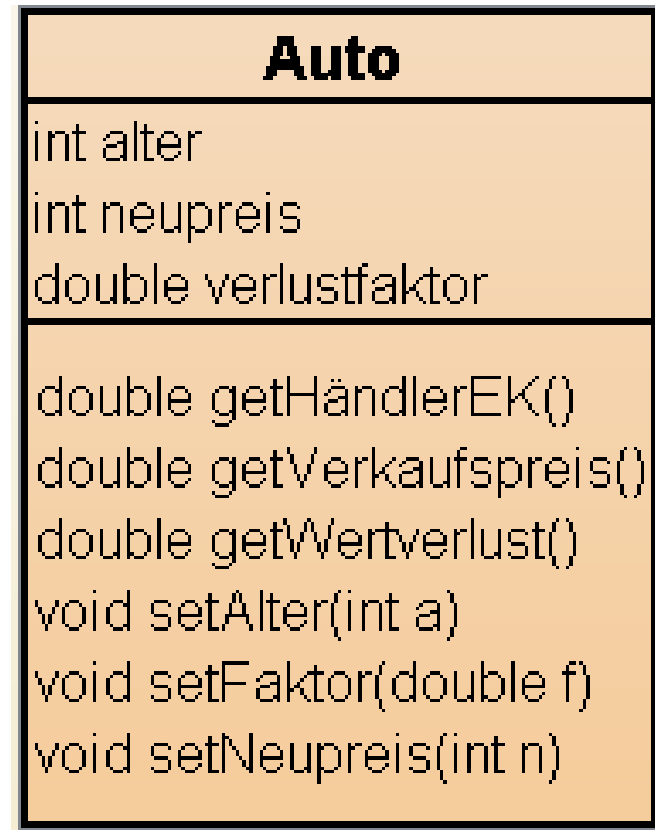 Auto
int alter
int neupreis
double verlustfaktor
double getHändlerEK()
double getVerkaufspreis()
double getWertverlust()
void setAlter(int a)
void setFaktor(double f)
void setNeupreis(int n)